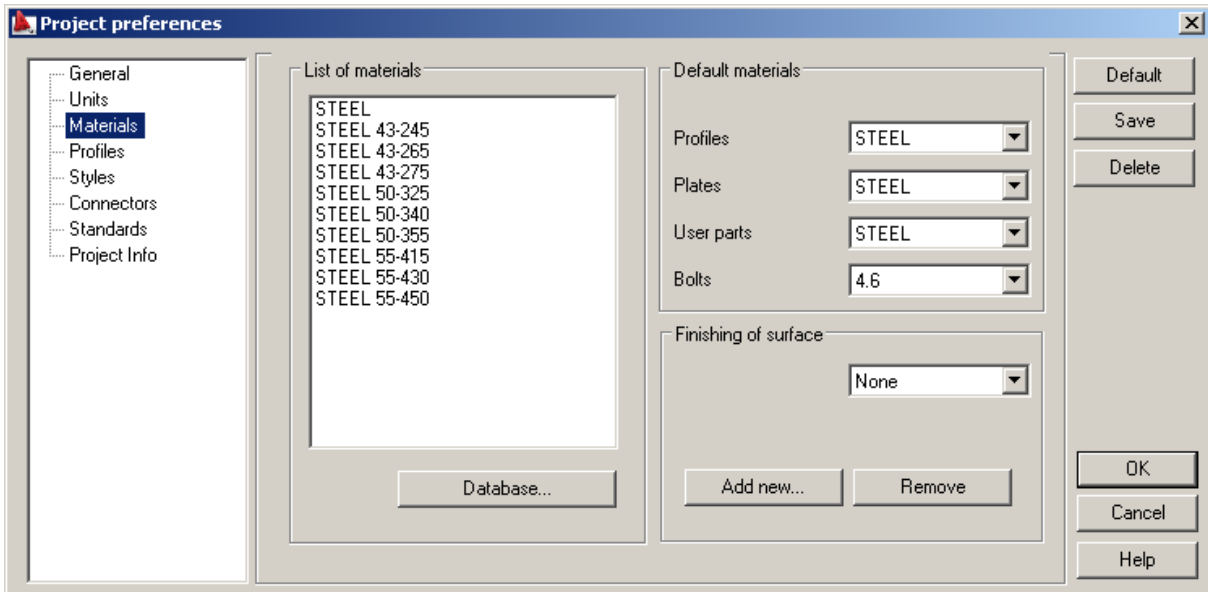 Project preferences
General
Units
Materials
Profiles
Styles
Connectors
Standards
Project Info
List of materials
STEEL
STEEL 43-245
STEEL 43-265
STEEL 43-275
STEEL 50-325
STEEL 50-340
STEEL 50-355
STEEL 55-415
STEEL 55-430
STEEL 55-450
Database...
Default materials
Profiles STEEL
Plates STEEL
User parts STEEL
Bolts 4.6
Finishing of surface
None
Add new... Remove
Default
Save
Delete
OK
Cancel
Help